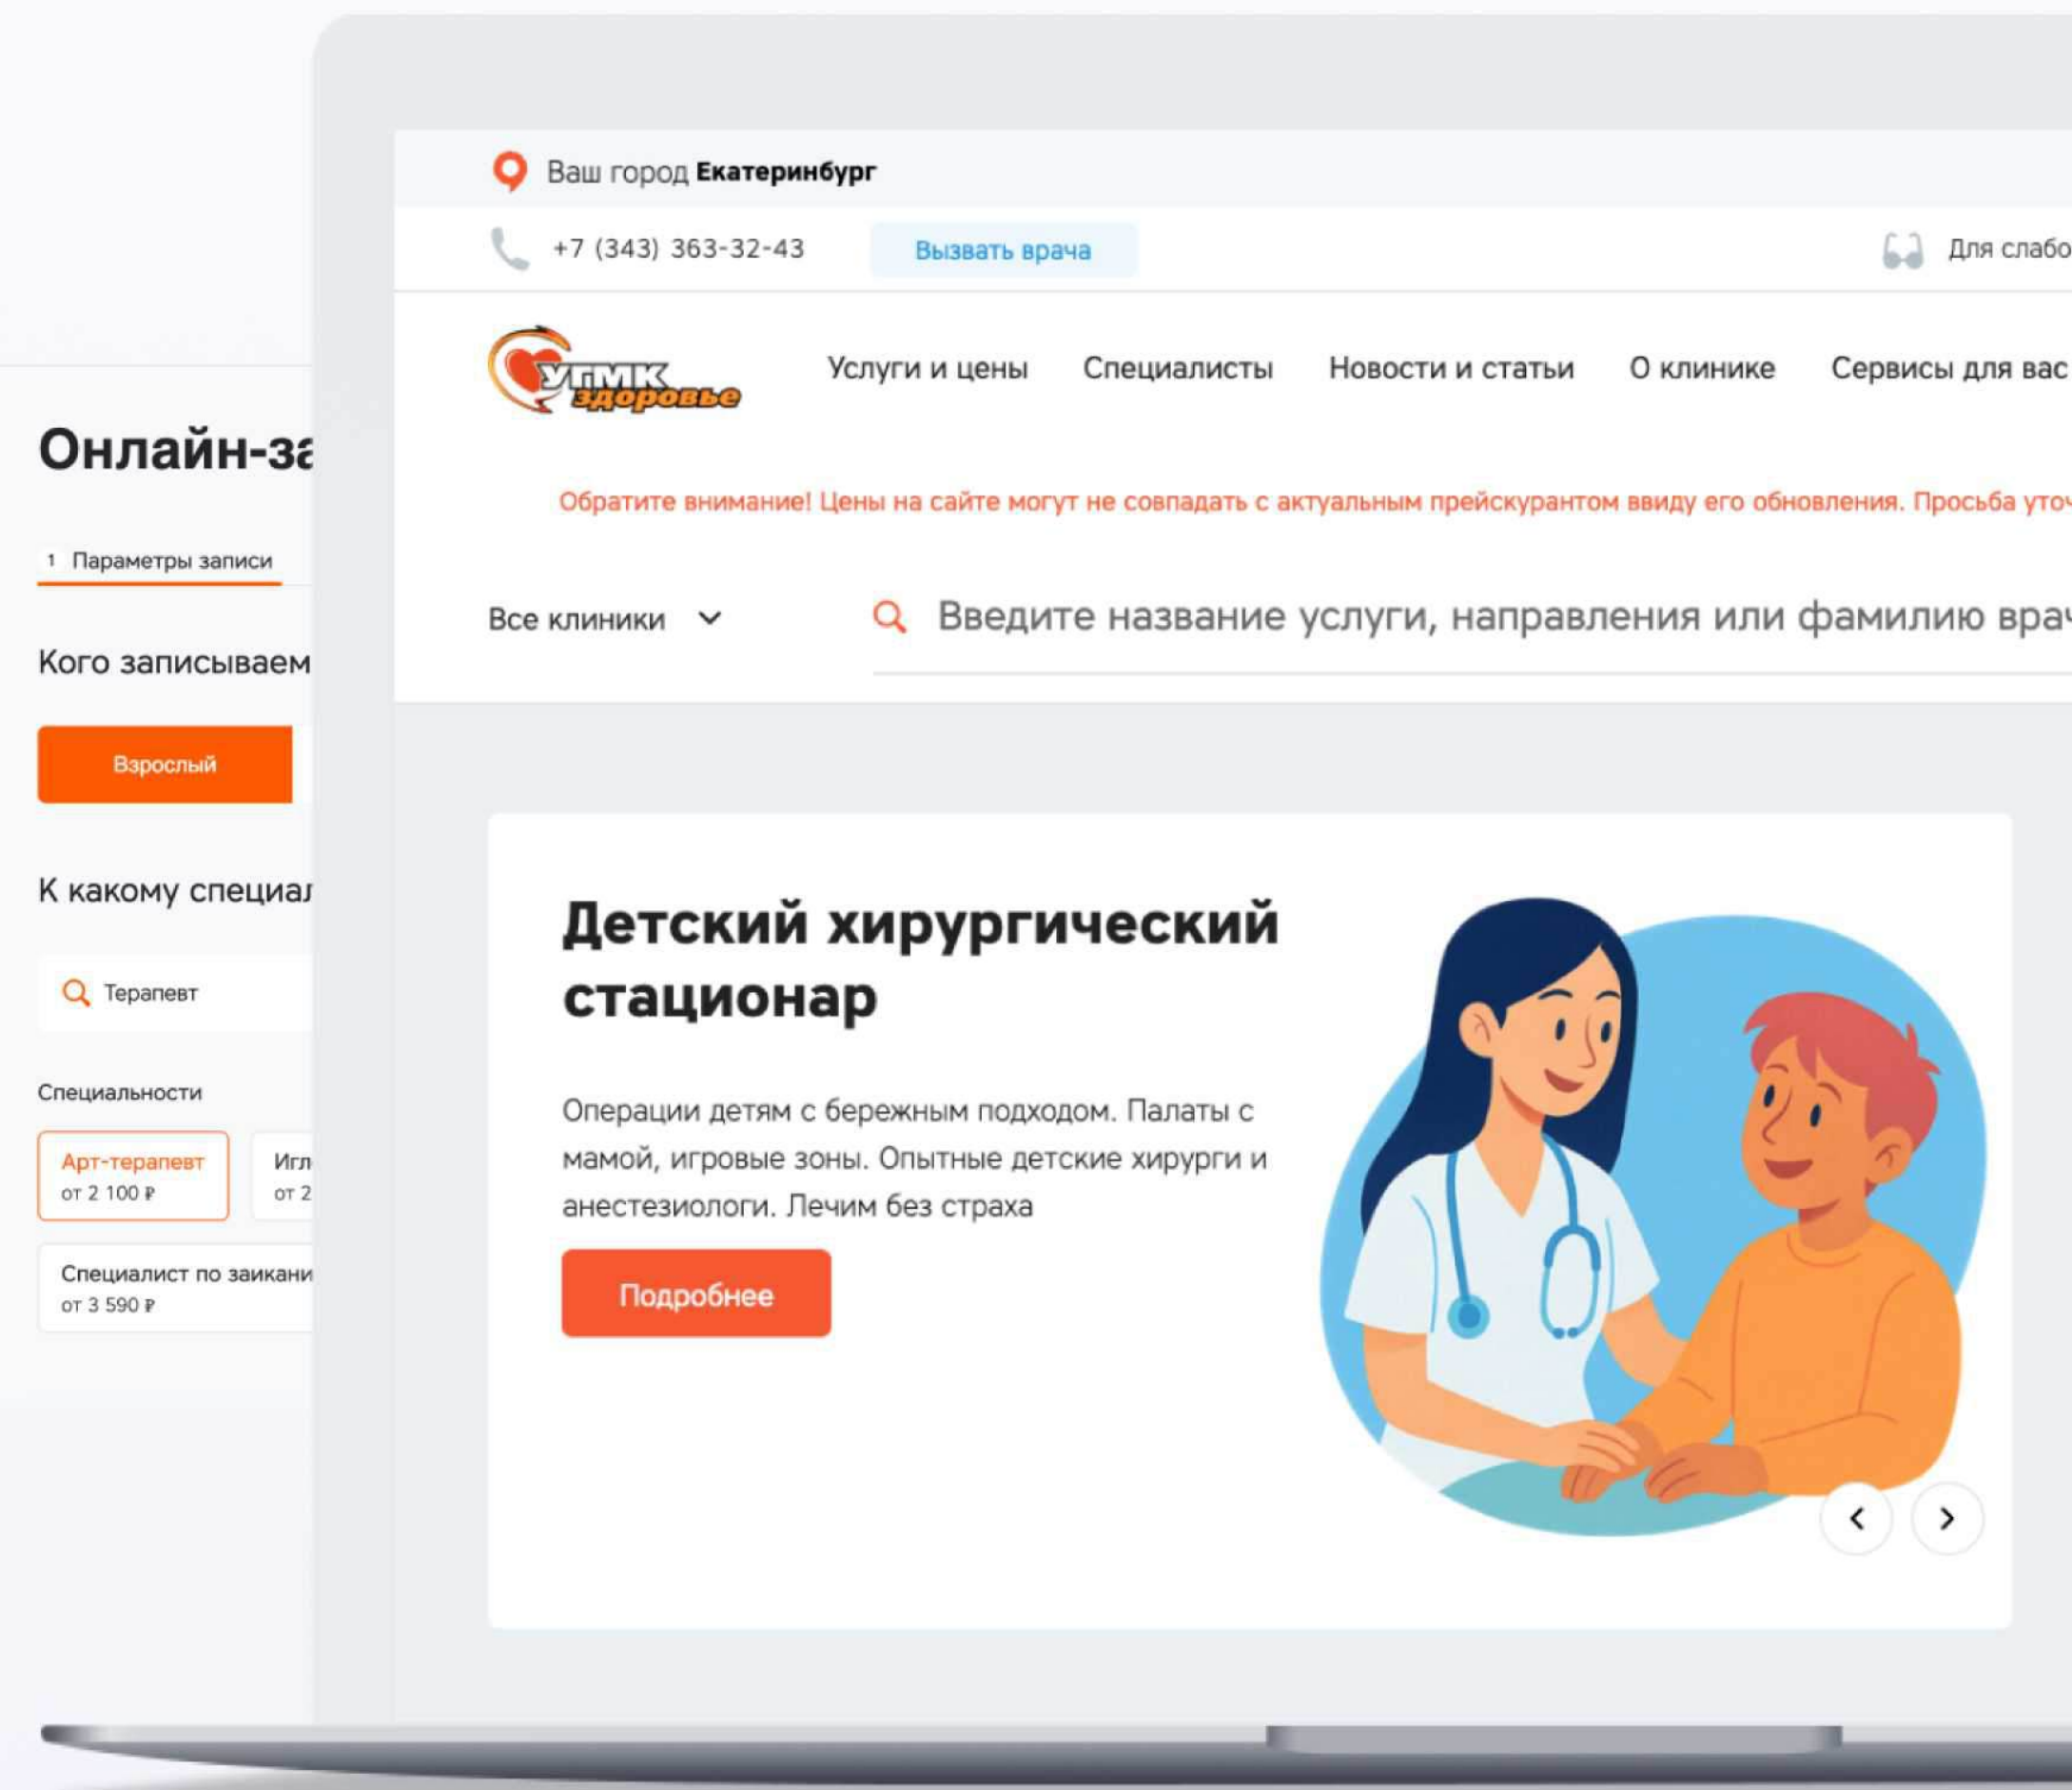 Ваш город Екатеринбург
+7 (343) 363-32-43 Вызвать врача Для слабо
УГМК
здоровье
Услуги и цены Специалисты Новости и статьи О клинике Сервисы для вас
Обратите внимание! Цены на сайте могут не совпадать с актуальным прейскурантом ввиду его обновления. Просьба уточ
Все клиники Введите название услуги, направления или фамилию врач
Детский хирургический
стационар
Операции детям с бережным подходом. Палаты с
мамой, игровые зоны. Опытные детские хирурги и
анестезиологи. Лечим без страха
Подробнее
Онлайн-за
1 Параметры записи
Кого записываем
Взрослый
К какому специал
Терапевт
Специальности
Арт-терапевт
от 2 100 ₽
Игл
от 2
Специалист по заикани
от 3 590 ₽